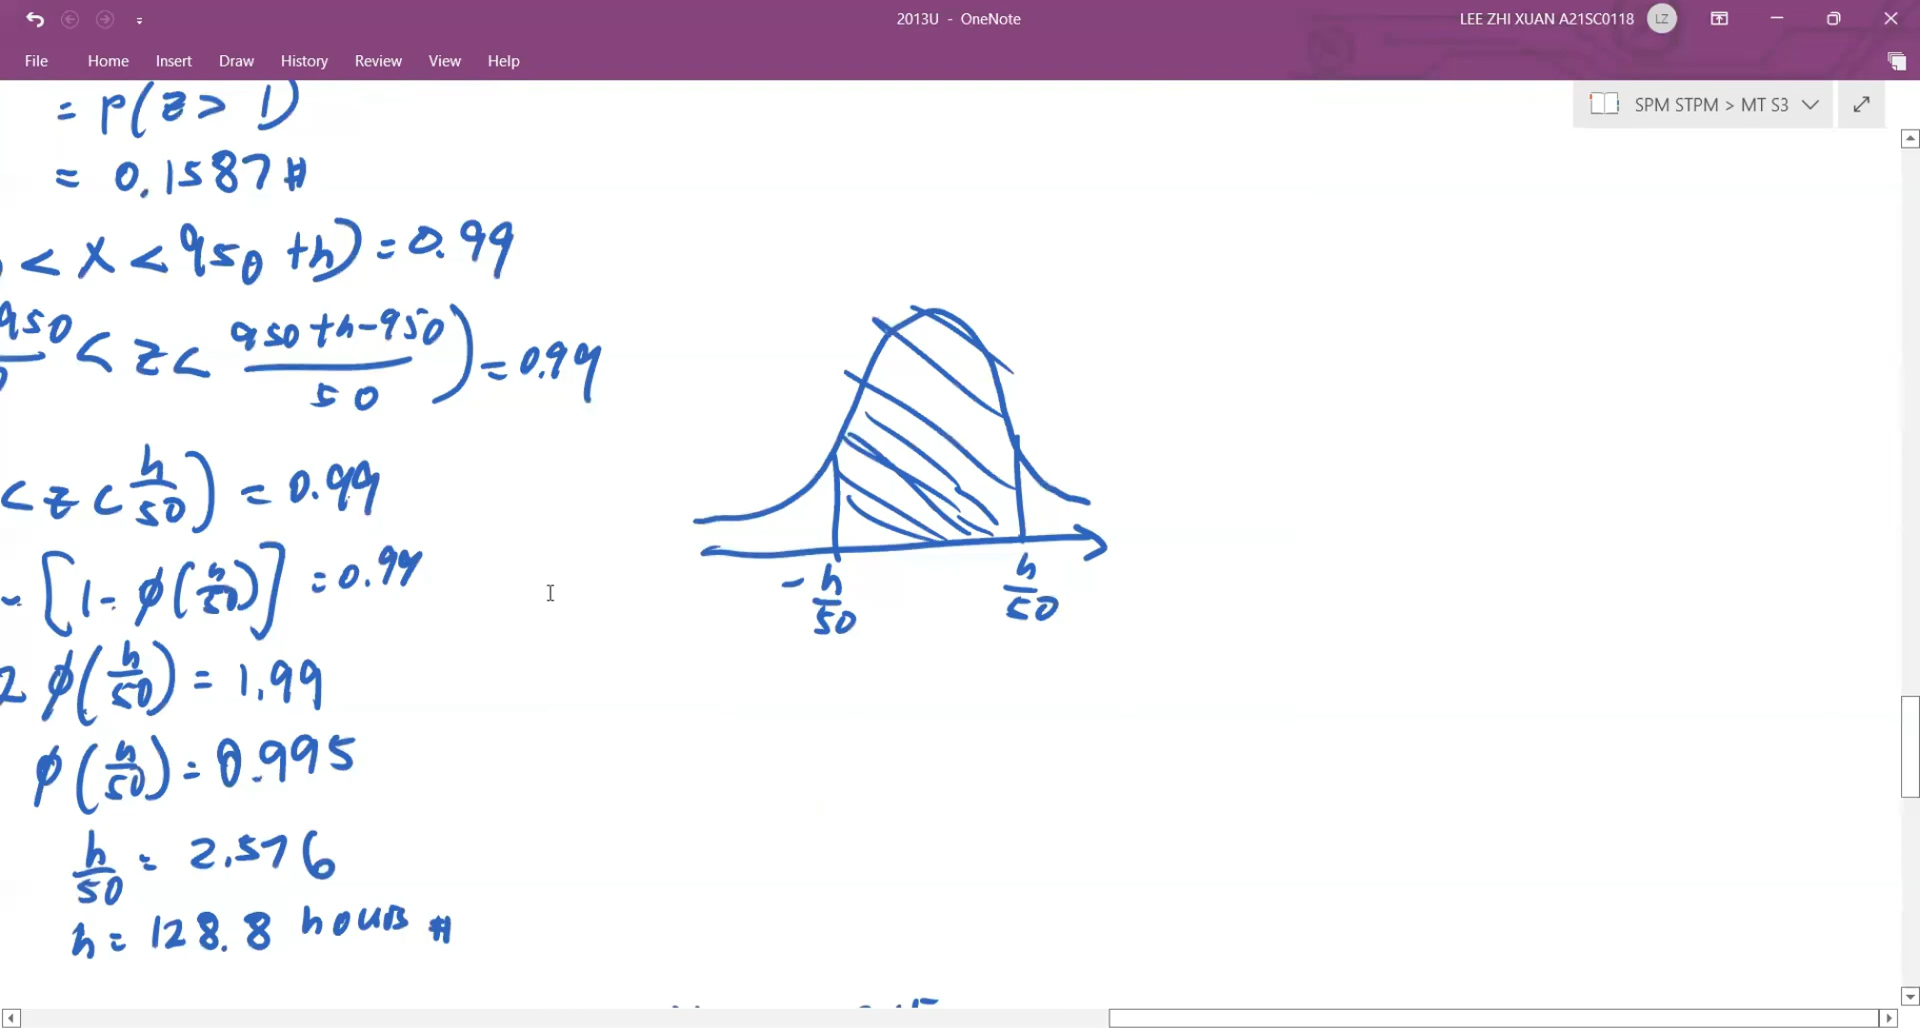 2013U - OneNote
LEE ZHI XUAN A21SC0118
LZ
File Home Insert Draw History Review View Help
SPM STPM > MT S3
= P(Z > 1)
= 0.1587 #
< X < 950 + h) = 0.99
950 < Z < (950 + h - 950)/50) = 0.99
< Z < h/50) = 0.99
- [1 - ϕ(h/50)] = 0.99
2 ϕ(h/50) = 1.99
ϕ(h/50) = 0.995
h/50 = 2.576
h = 128.8 hours #
-h/50
h/50